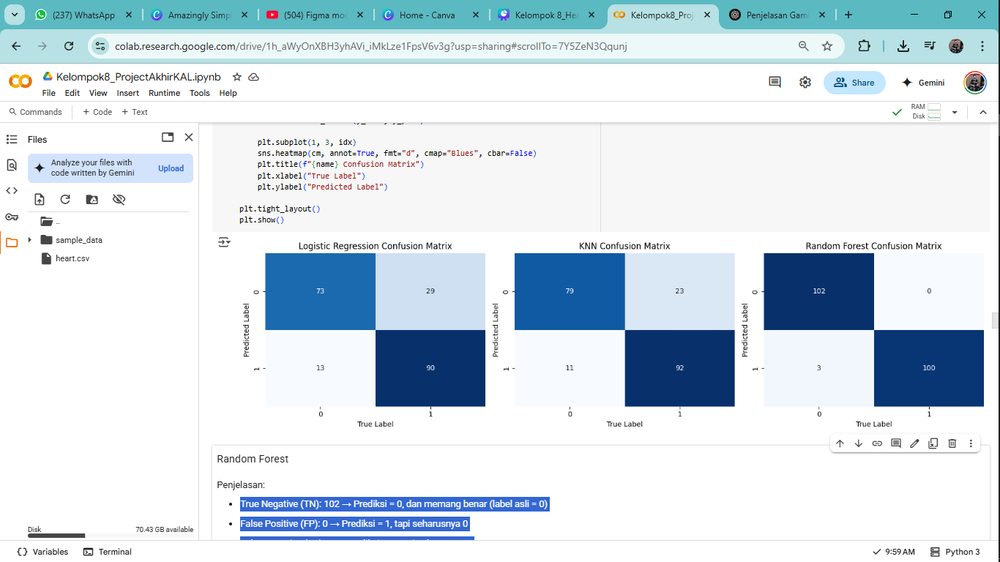 (237) WhatsApp
Amazingly Simpl
(504) Figma moc
Home - Canva
Kelompok 8_Hea
Kelompok8_Proj
Penjelasan Gam
colab.research.google.com/drive/1h_aWyOnXBH3yhAVi_iMkLze1FpsV6v3g?usp=sharing#scrollTo=7Y5ZeN3Qqunj
CO Kelompok8_ProjectAkhirKAL.ipynb
Share Gemini
File Edit View Insert Runtime Tools Help
Commands + Code + Text
RAM
Disk
Files
Analyze your files with
code written by Gemini
Upload
..
sample_data
heart.csv
Disk 70.43 GB available
plt.subplot(1, 3, idx)
sns.heatmap(cm, annot=True, fmt="d", cmap="Blues", cbar=False)
plt.title(f"{name} Confusion Matrix")
plt.xlabel("True Label")
plt.ylabel("Predicted Label")
plt.tight_layout()
plt.show()
Logistic Regression Confusion Matrix
Predicted Label
0
73 29
1
13 90
0 1
True Label
KNN Confusion Matrix
Predicted Label
0
79 23
1
11 92
0 1
True Label
Random Forest Confusion Matrix
Predicted Label
0
102 0
1
3 100
0 1
True Label
Random Forest
Penjelasan:
• True Negative (TN): 102 → Prediksi = 0, dan memang benar (label asli = 0)
• False Positive (FP): 0 → Prediksi = 1, tapi seharusnya 0
Variables Terminal
9:59 AM Python 3